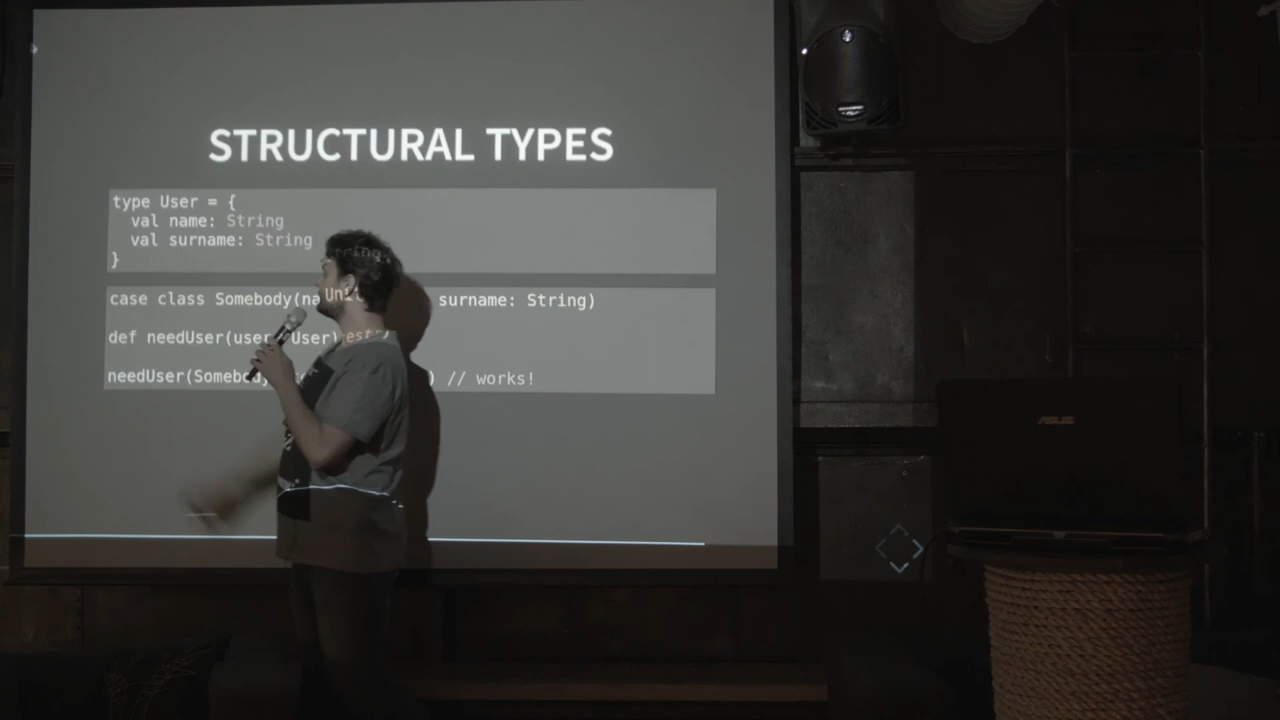 STRUCTURAL TYPES
type User = {
val name: String
val surname: String
}
case class Somebody(na surname: String)
def needUser(user: User)
needUser(Somebody ) // works!
ASUS